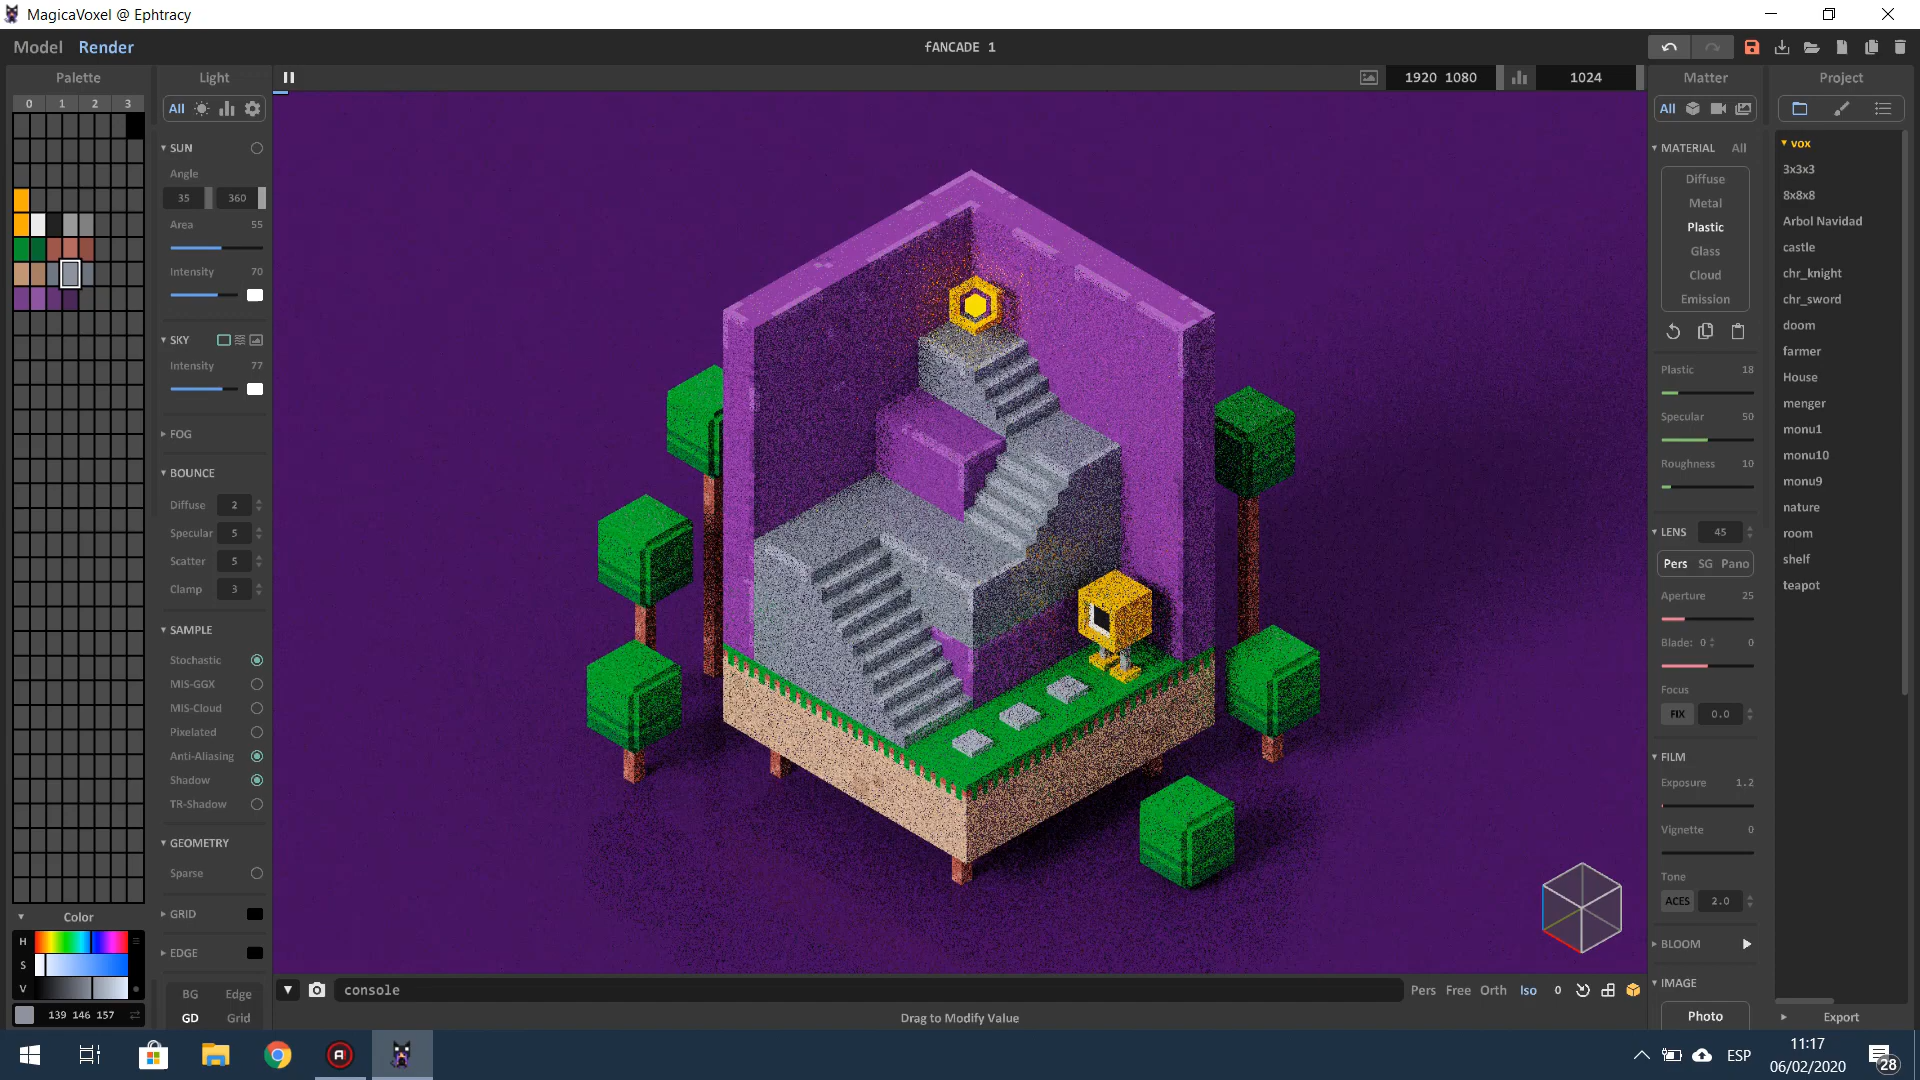 MagicaVoxel @ Ephtracy
Model Render
fANCADE 1
Palette
0 1 2 3
Color
H
S
V
139 146 157
Light
All
SUN
Angle
35 360
Area 55
Intensity 70
SKY
Intensity 77
FOG
BOUNCE
Diffuse 2
Specular 5
Scatter 5
Clamp 3
SAMPLE
Stochastic
MIS-GGX
MIS-Cloud
Pixelated
Anti-Aliasing
Shadow
TR-Shadow
GEOMETRY
Sparse
GRID
EDGE
BG Edge
GD Grid
1920 1080
1024
console
Pers Free Orth Iso 0
Drag to Modify Value
Matter
All
MATERIAL All
Diffuse
Metal
Plastic
Glass
Cloud
Emission
Plastic 18
Specular 50
Roughness 10
LENS 45
Pers SG Pano
Aperture 25
Blade: 0 0
Focus
FIX 0.0
FILM
Exposure 1.2
Vignette 0
Tone
ACES 2.0
BLOOM
IMAGE
Photo
Project
vox
3x3x3
8x8x8
Arbol Navidad
castle
chr_knight
chr_sword
doom
farmer
House
menger
monu1
monu10
monu9
nature
room
shelf
teapot
Export
ESP
11:17
06/02/2020
28